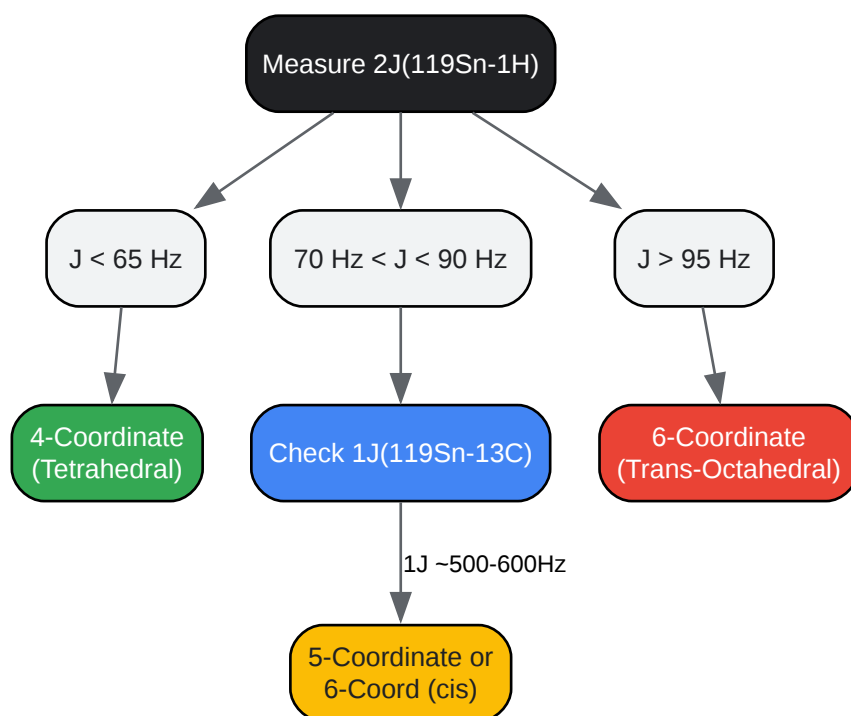 Measure 2J(119Sn-1H)
J < 65 Hz
70 Hz < J < 90 Hz
J > 95 Hz
4-Coordinate
(Tetrahedral)
Check 1J(119Sn-13C)
6-Coordinate
(Trans-Octahedral)
1J ~500-600Hz
5-Coordinate or
6-Coord (cis)